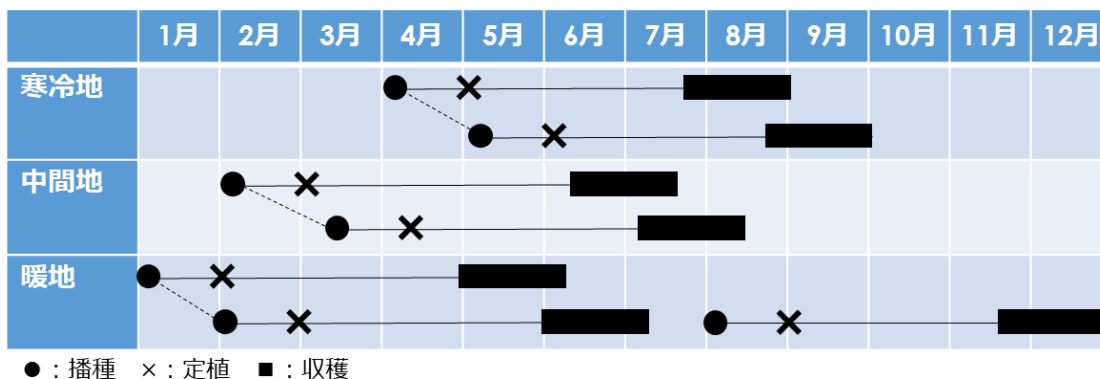 1月 2月 3月 4月 5月 6月 7月 8月 9月 10月 11月 12月
寒冷地
中間地
暖地
●：播種 ×：定植 ■：収穫